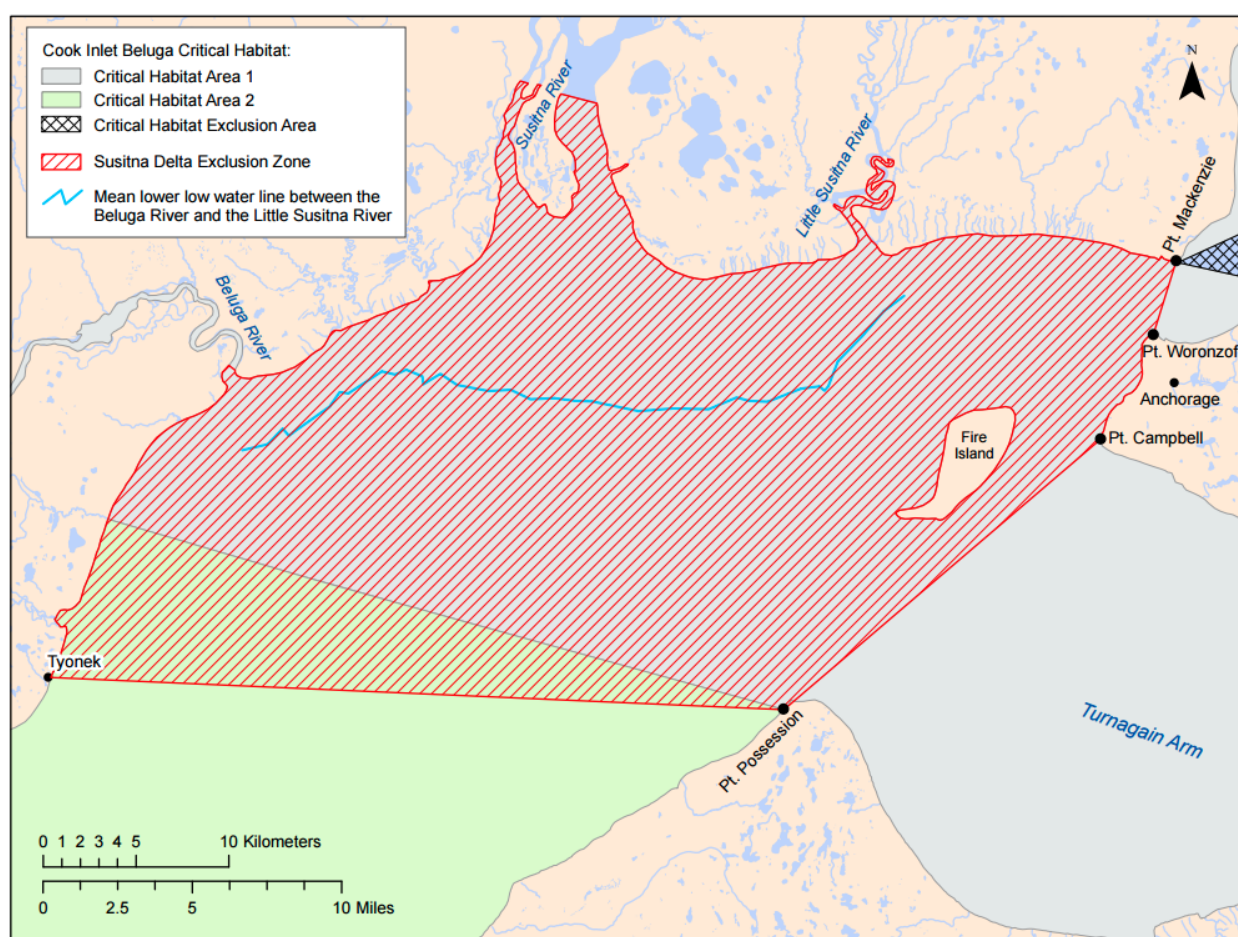 Cook Inlet Beluga Critical Habitat:
Critical Habitat Area 1
Critical Habitat Area 2
Critical Habitat Exclusion Area
Susitna Delta Exclusion Zone
Mean lower low water line between the
Beluga River and the Little Susitna River
Susitna River
Little Susitna River
N
Pt. Mackenzie
Beluga River
Pt. Woronzof
Anchorage
Pt. Campbell
Fire
Island
Tyonek
Pt. Possession
Turnagain Arm
0 1 2 3 4 5 10 Kilometers
0 2.5 5 10 Miles